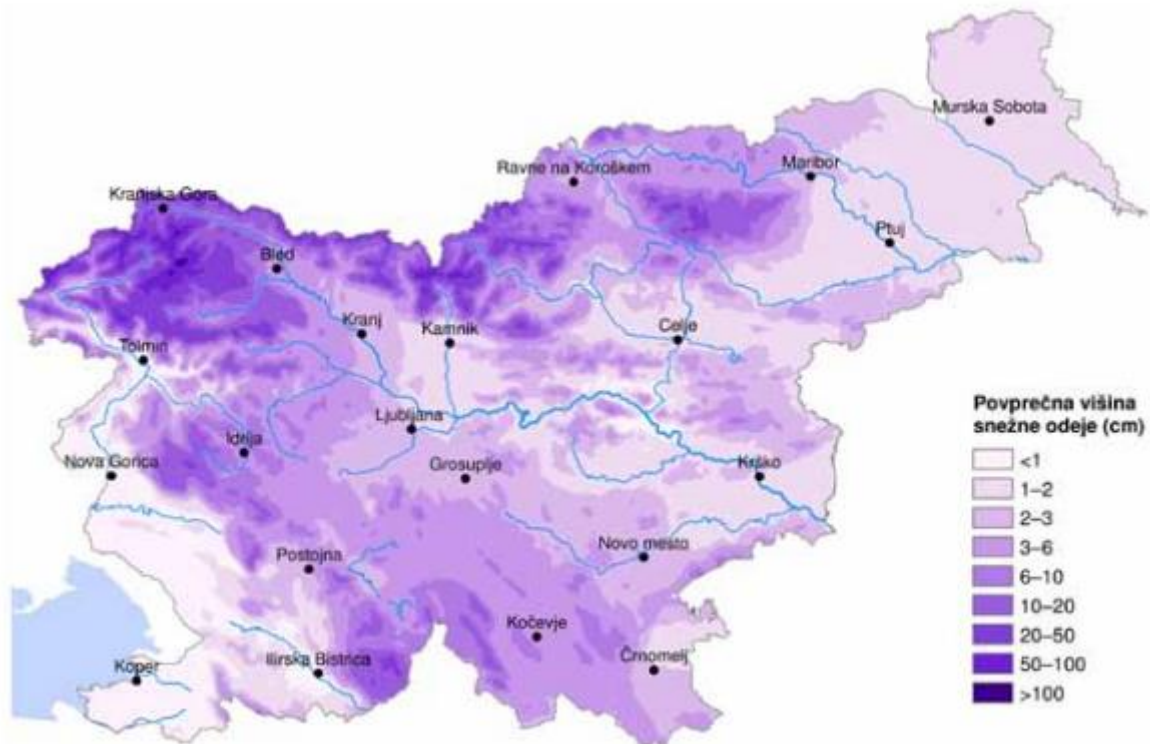 Murska Sobota
Ravne na Koroškem
Maribor
Kranjska Gora
Ptuj
Bled
Kranj
Kamnik
Celje
Tolmin
Ljubljana
Idrija
Nova Gorica
Grosuplje
Krško
Postojna
Novo mesto
Kočevje
Koper
Ilirska Bistrica
Črnomelj
Povprečna višina
snežne odeje (cm)
<1
1–2
2–3
3–6
6–10
10–20
20–50
50–100
>100